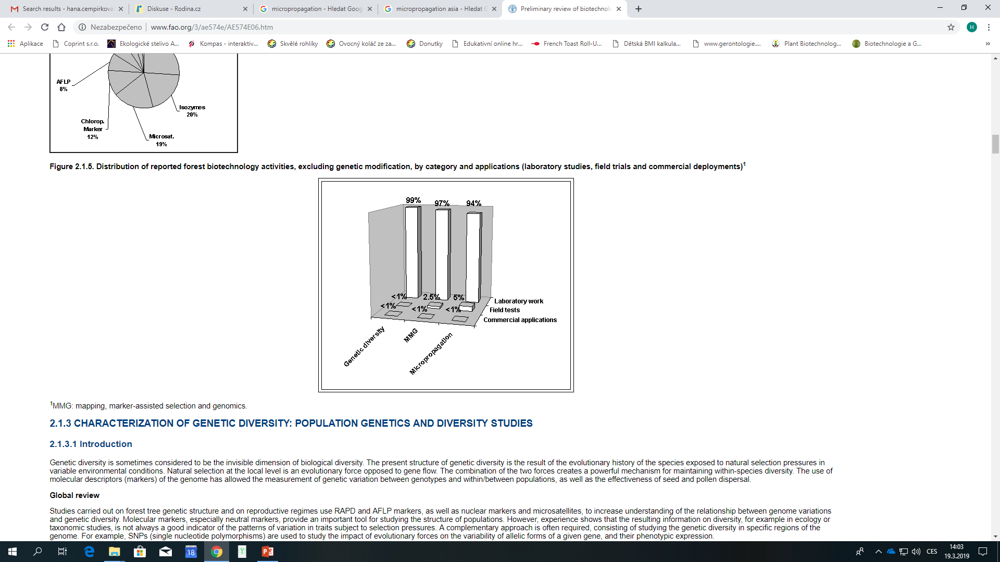 Search results - hana.cempirkova
Diskuse - Rodina.cz
micropropagation - Hledat Goog
micropropagation asia - Hledat G
Preliminary review of biotechnolo
Nezabezpečeno | www.fao.org/3/ae574e/AE574E06.htm
H
Aplikace
Coprint s.r.o.
Ekologické stelivo A...
Kompas - interaktiv...
Skvělé rohlíky
Ovocný koláč ze za...
Donutky
Edukativní online hr...
French Toast Roll-U...
Dětská BMI kalkula...
www.gerontologie....
Plant Biotechnolog...
Biotechnologie a G...
»
AFLP
8%
Isozymes
20%
Chlorop.
Marker
12%
Microsat.
19%
Figure 2.1.5. Distribution of reported forest biotechnology activities, excluding genetic modification, by category and applications (laboratory studies, field trials and commercial deployments)1
99% 97% 94%
<1% 2.5% 5%
<1% <1% <1%
Laboratory work
Field tests
Commercial applications
Genetic diversity
MMG
Micropropagation
1MMG: mapping, marker-assisted selection and genomics.
2.1.3 CHARACTERIZATION OF GENETIC DIVERSITY: POPULATION GENETICS AND DIVERSITY STUDIES
2.1.3.1 Introduction
Genetic diversity is sometimes considered to be the invisible dimension of biological diversity. The present structure of genetic diversity is the result of the evolutionary history of the species exposed to natural selection pressures in
variable environmental conditions. Natural selection at the local level is an evolutionary force opposed to gene flow. The combination of the two forces creates a powerful mechanism for maintaining within-species diversity. The use of
molecular descriptors (markers) of the genome has allowed the measurement of genetic variation between genotypes and within/between populations, as well as the effectiveness of seed and pollen dispersal.
Global review
Studies carried out on forest tree genetic structure and on reproductive regimes use RAPD and AFLP markers, as well as nuclear markers and microsatellites, to increase understanding of the relationship between genome variations
and genetic diversity. Molecular markers, especially neutral markers, provide an important tool for studying the structure of populations. However, experience shows that the resulting information on diversity, for example in ecology or
taxonomic studies, is not always a good indicator of the patterns of variation in traits subject to selection pressures. A complementary approach is often required, consisting of studying the genetic diversity in specific regions of the
genome. For example, SNPs (single nucleotide polymorphisms) are used to study the impact of evolutionary forces on the variability of allelic forms of a given gene, and their phenotypic expression.
18
CES
14:03
19.3.2019